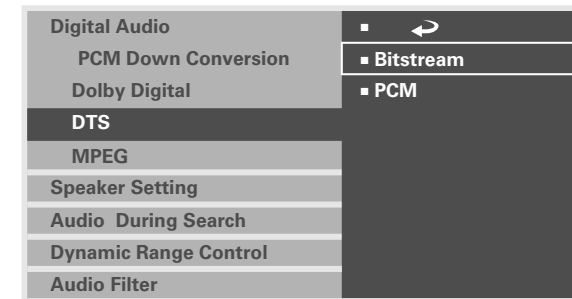 Digital Audio
PCM Down Conversion
Dolby Digital
DTS
MPEG
Speaker Setting
Audio During Search
Dynamic Range Control
Audio Filter
Bitstream
PCM